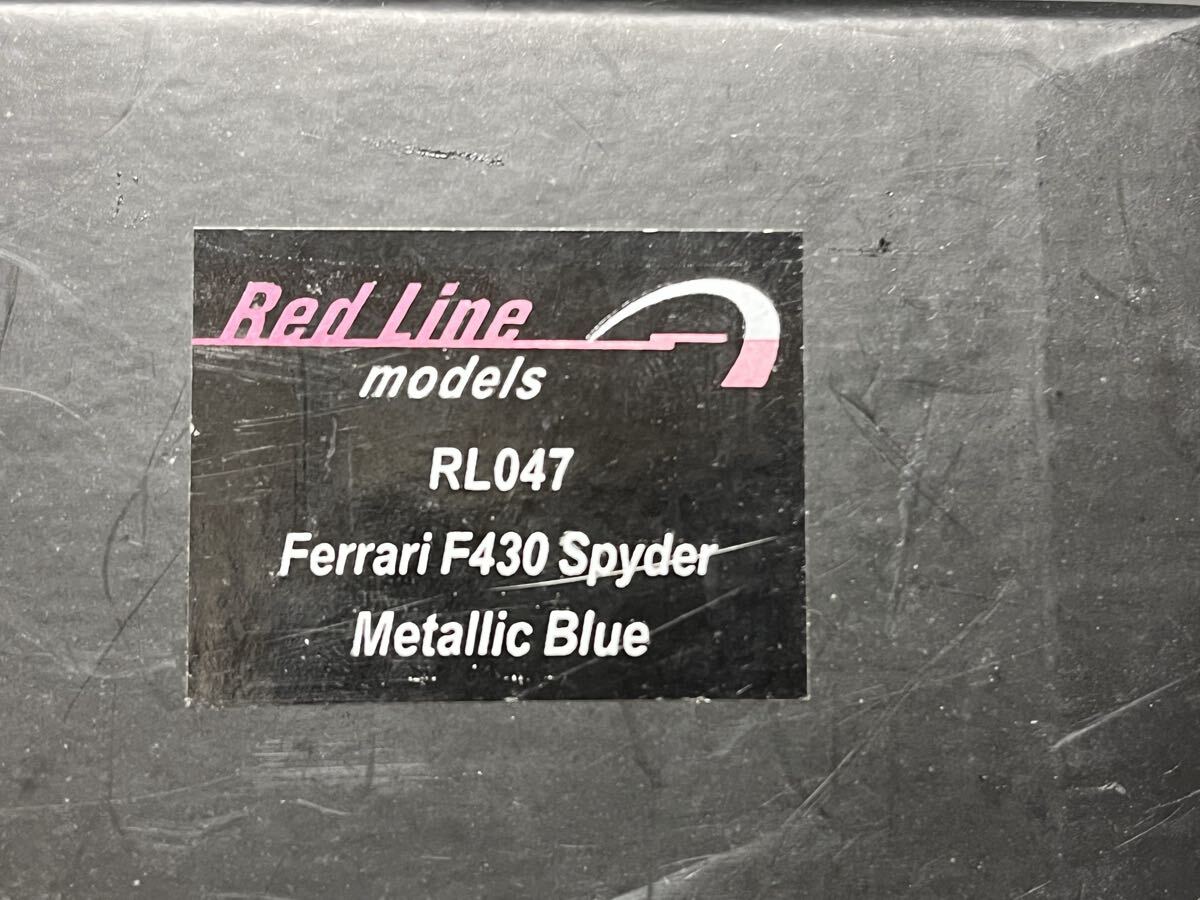 Red Line
models
RL047
Ferrari F430 Spyder
Metallic Blue